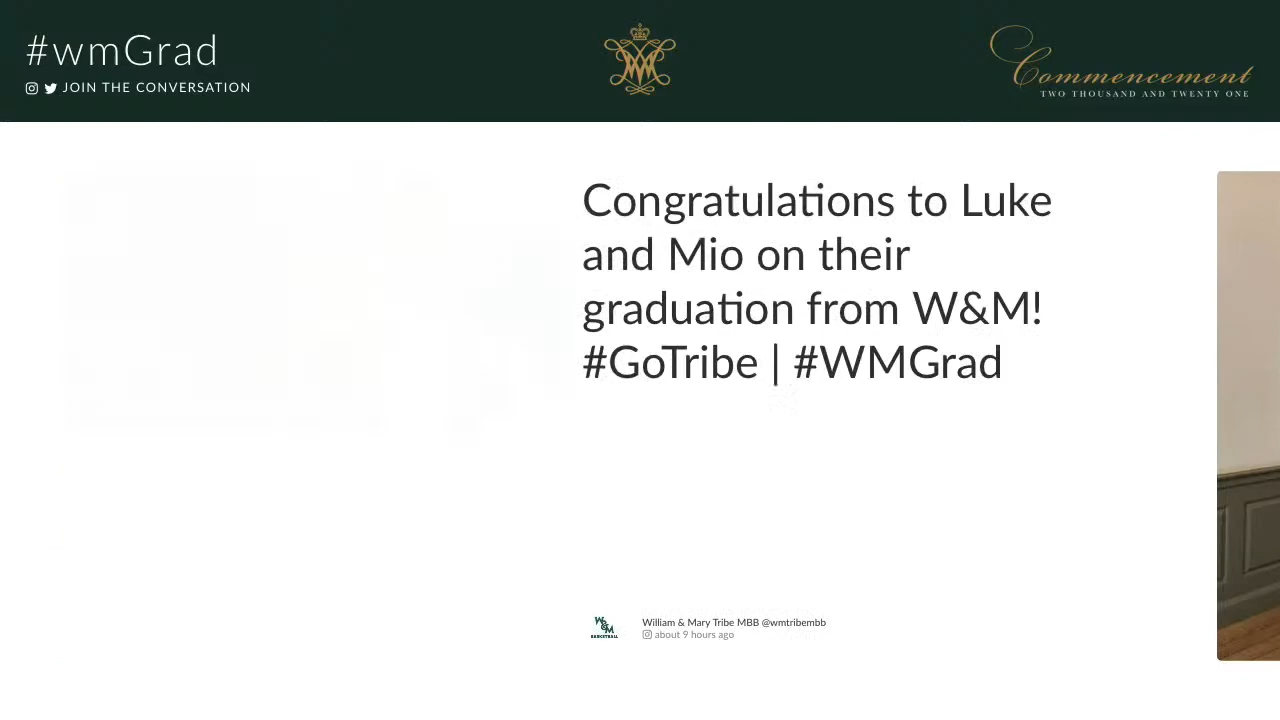 #wmGrad
JOIN THE CONVERSATION
Commencement
TWO THOUSAND AND TWENTY ONE
Congratulations to Luke
and Mio on their
graduation from W&M!
#GoTribe | #WMGrad
W&M
BASKETBALL
William & Mary Tribe MBB @wmtribembb
about 9 hours ago